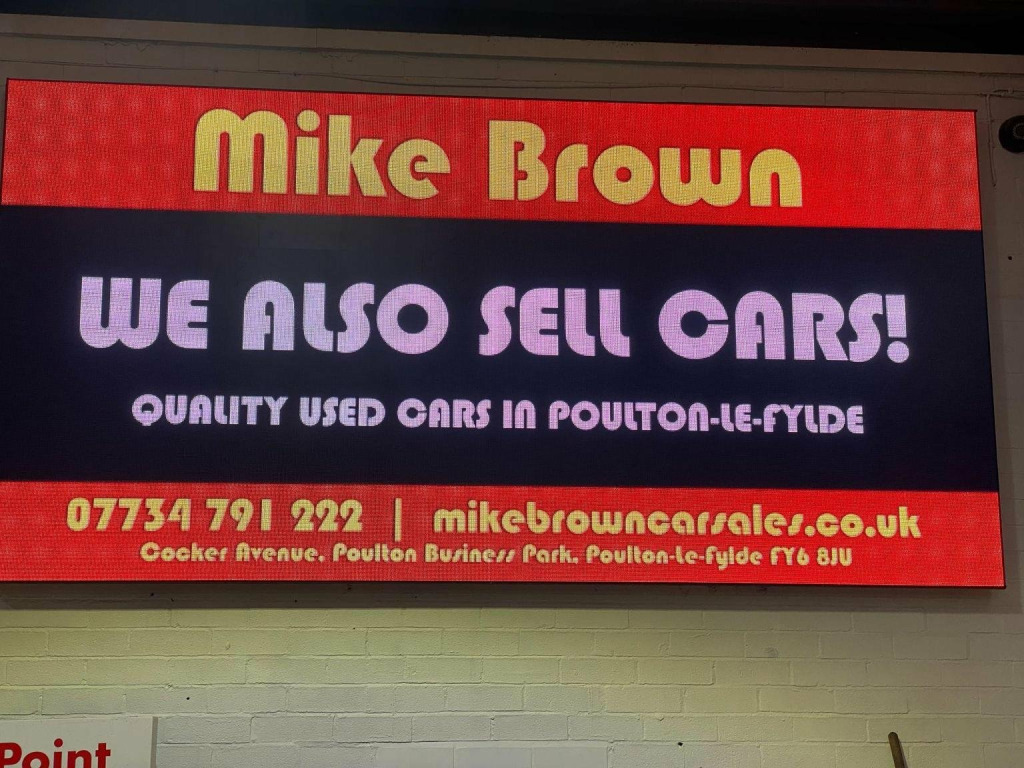 Mike Brown
WE ALSO SELL CARS!
QUALITY USED CARS IN POULTON-LE-FYLDE
07734 791 222 | mikebrowncarsales.co.uk
Cocker Avenue, Poulton Business Park, Poulton-Le-Fylde FY6 8JU
Point